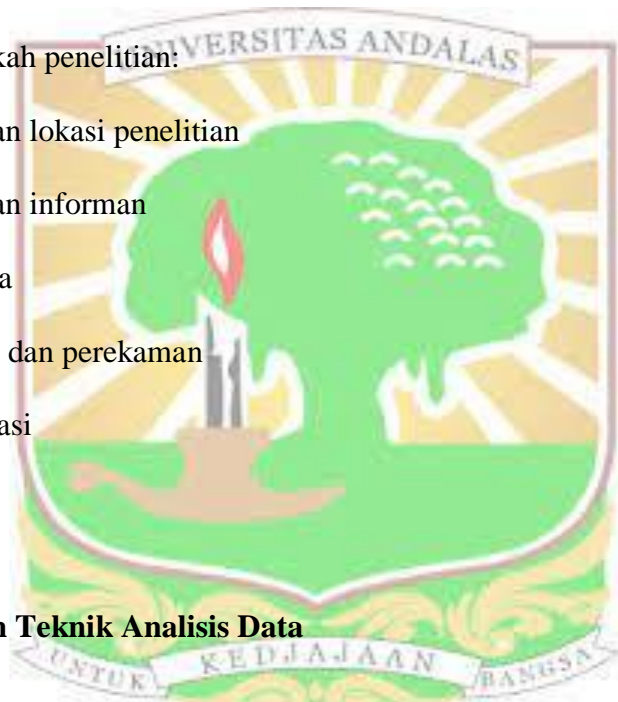 UNIVERSITAS ANDALAS
kah penelitian:
an lokasi penelitian
an informan
a
dan perekaman
asi
n Teknik Analisis Data
UNTUK KEDJAJAAN BANGSA